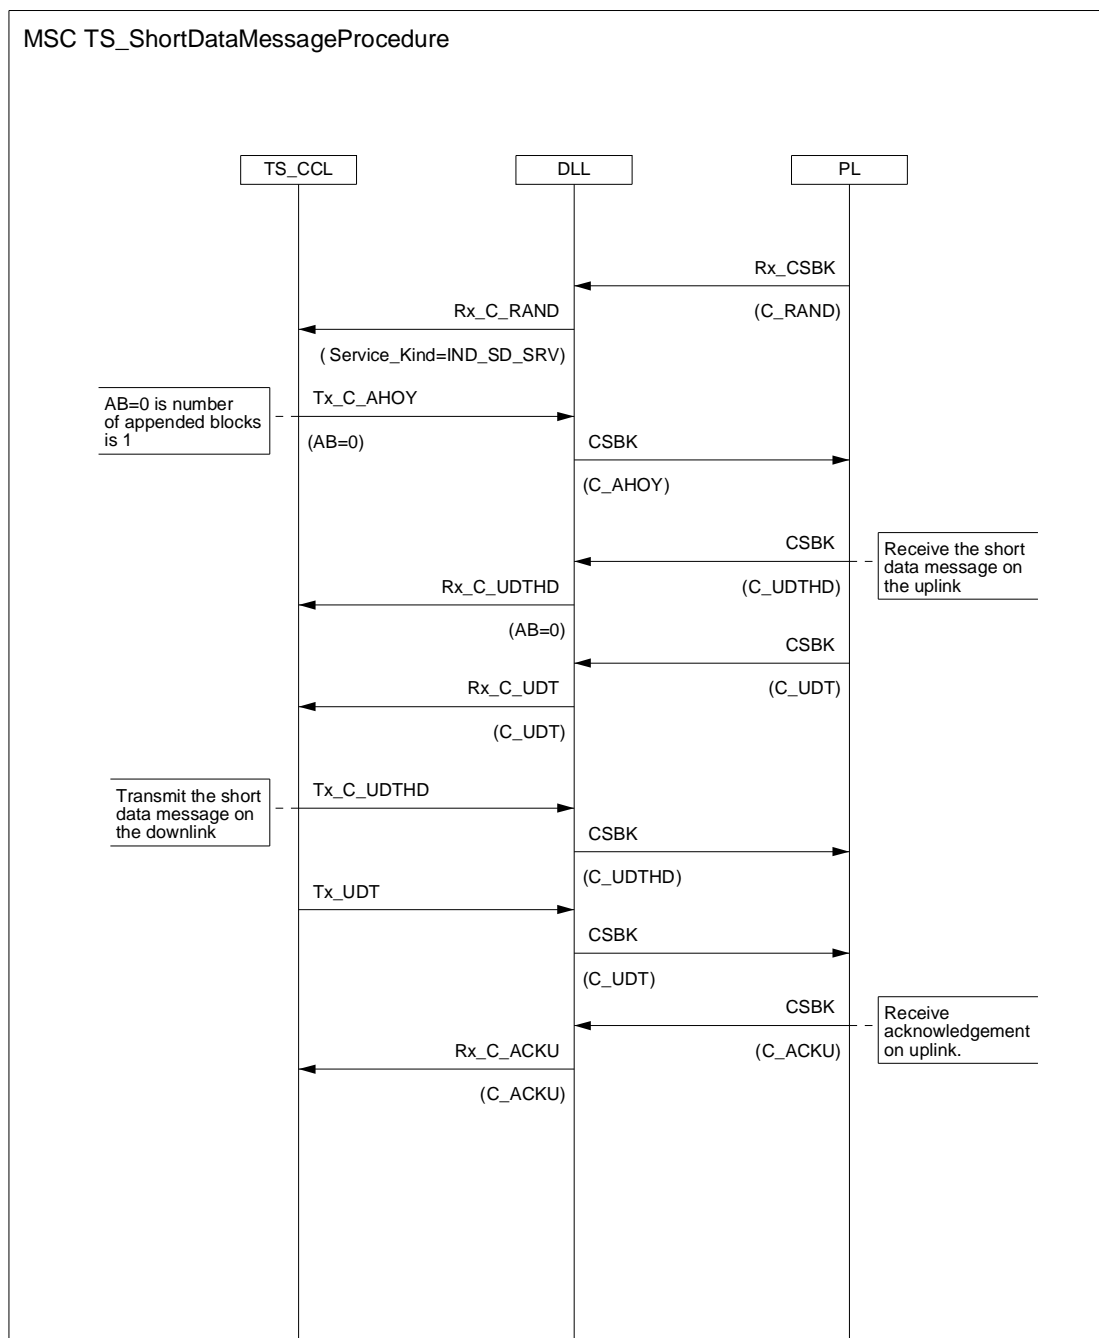 MSC TS_ShortDataMessageProcedure
TS_CCL
DLL
PL
Rx_CSBK
(C_RAND)
Rx_C_RAND
( Service_Kind=IND_SD_SRV)
AB=0 is number
of appended blocks
is 1
Tx_C_AHOY
(AB=0)
CSBK
(C_AHOY)
CSBK
(C_UDTHD)
Receive the short
data message on
the uplink
Rx_C_UDTHD
(AB=0)
CSBK
(C_UDT)
Rx_C_UDT
(C_UDT)
Transmit the short
data message on
the downlink
Tx_C_UDTHD
CSBK
(C_UDTHD)
Tx_UDT
CSBK
(C_UDT)
CSBK
(C_ACKU)
Receive
acknowledgement
on uplink.
Rx_C_ACKU
(C_ACKU)